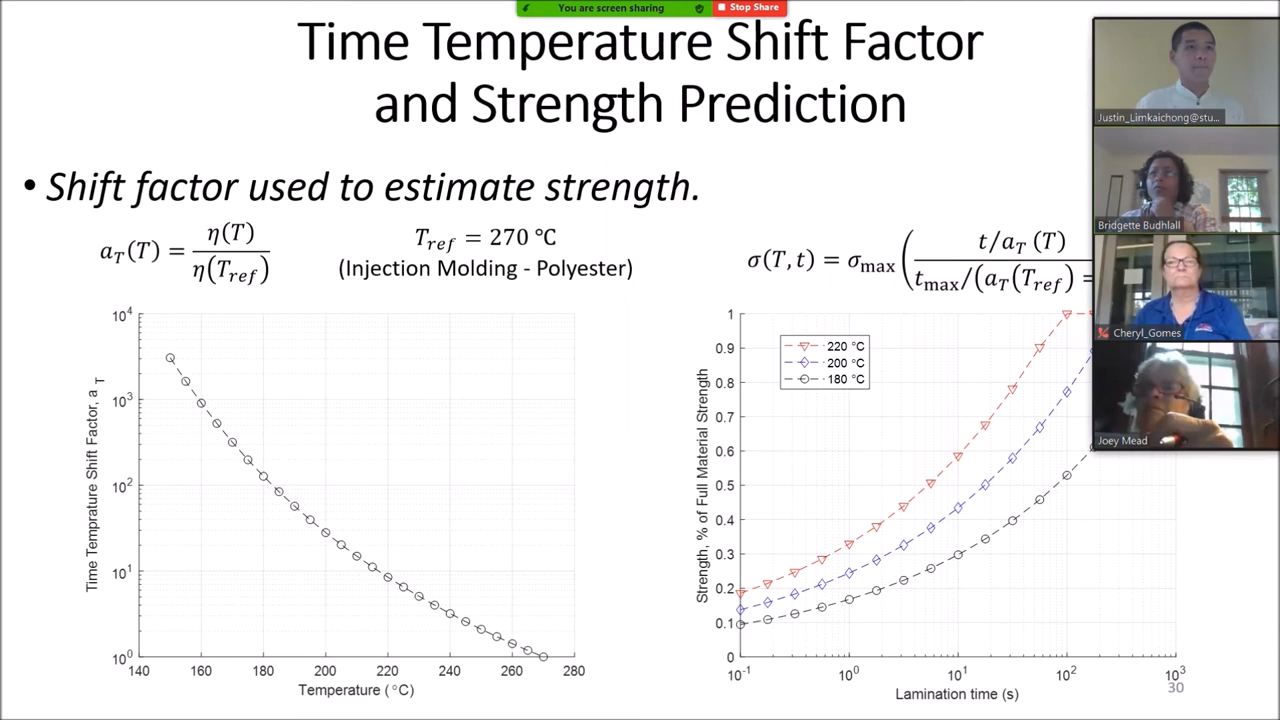 You are screen sharing
Stop Share
Time Temperature Shift Factor
and Strength Prediction
• Shift factor used to estimate strength.
a_T(T) = η(T) / η(T_ref)
T_ref = 270 °C
(Injection Molding - Polyester)
σ(T, t) = σ_max ( t/a_T (T) / t_max/(a_T(T_ref) =
Time Temprature Shift Factor, a_T
10^4
10^3
10^2
10^1
10^0
140 160 180 200 220 240 260 280
Temperature (°C)
Strength, % of Full Material Strength
1
0.9
0.8
0.7
0.6
0.5
0.4
0.3
0.2
0.1
0
220 °C
200 °C
180 °C
10^-1 10^0 10^1 10^2 10^3
Lamination time (s)
30
Justin_Limkaichong@stu...
Bridgette Budhlall
Cheryl_Gomes
Joey Mead